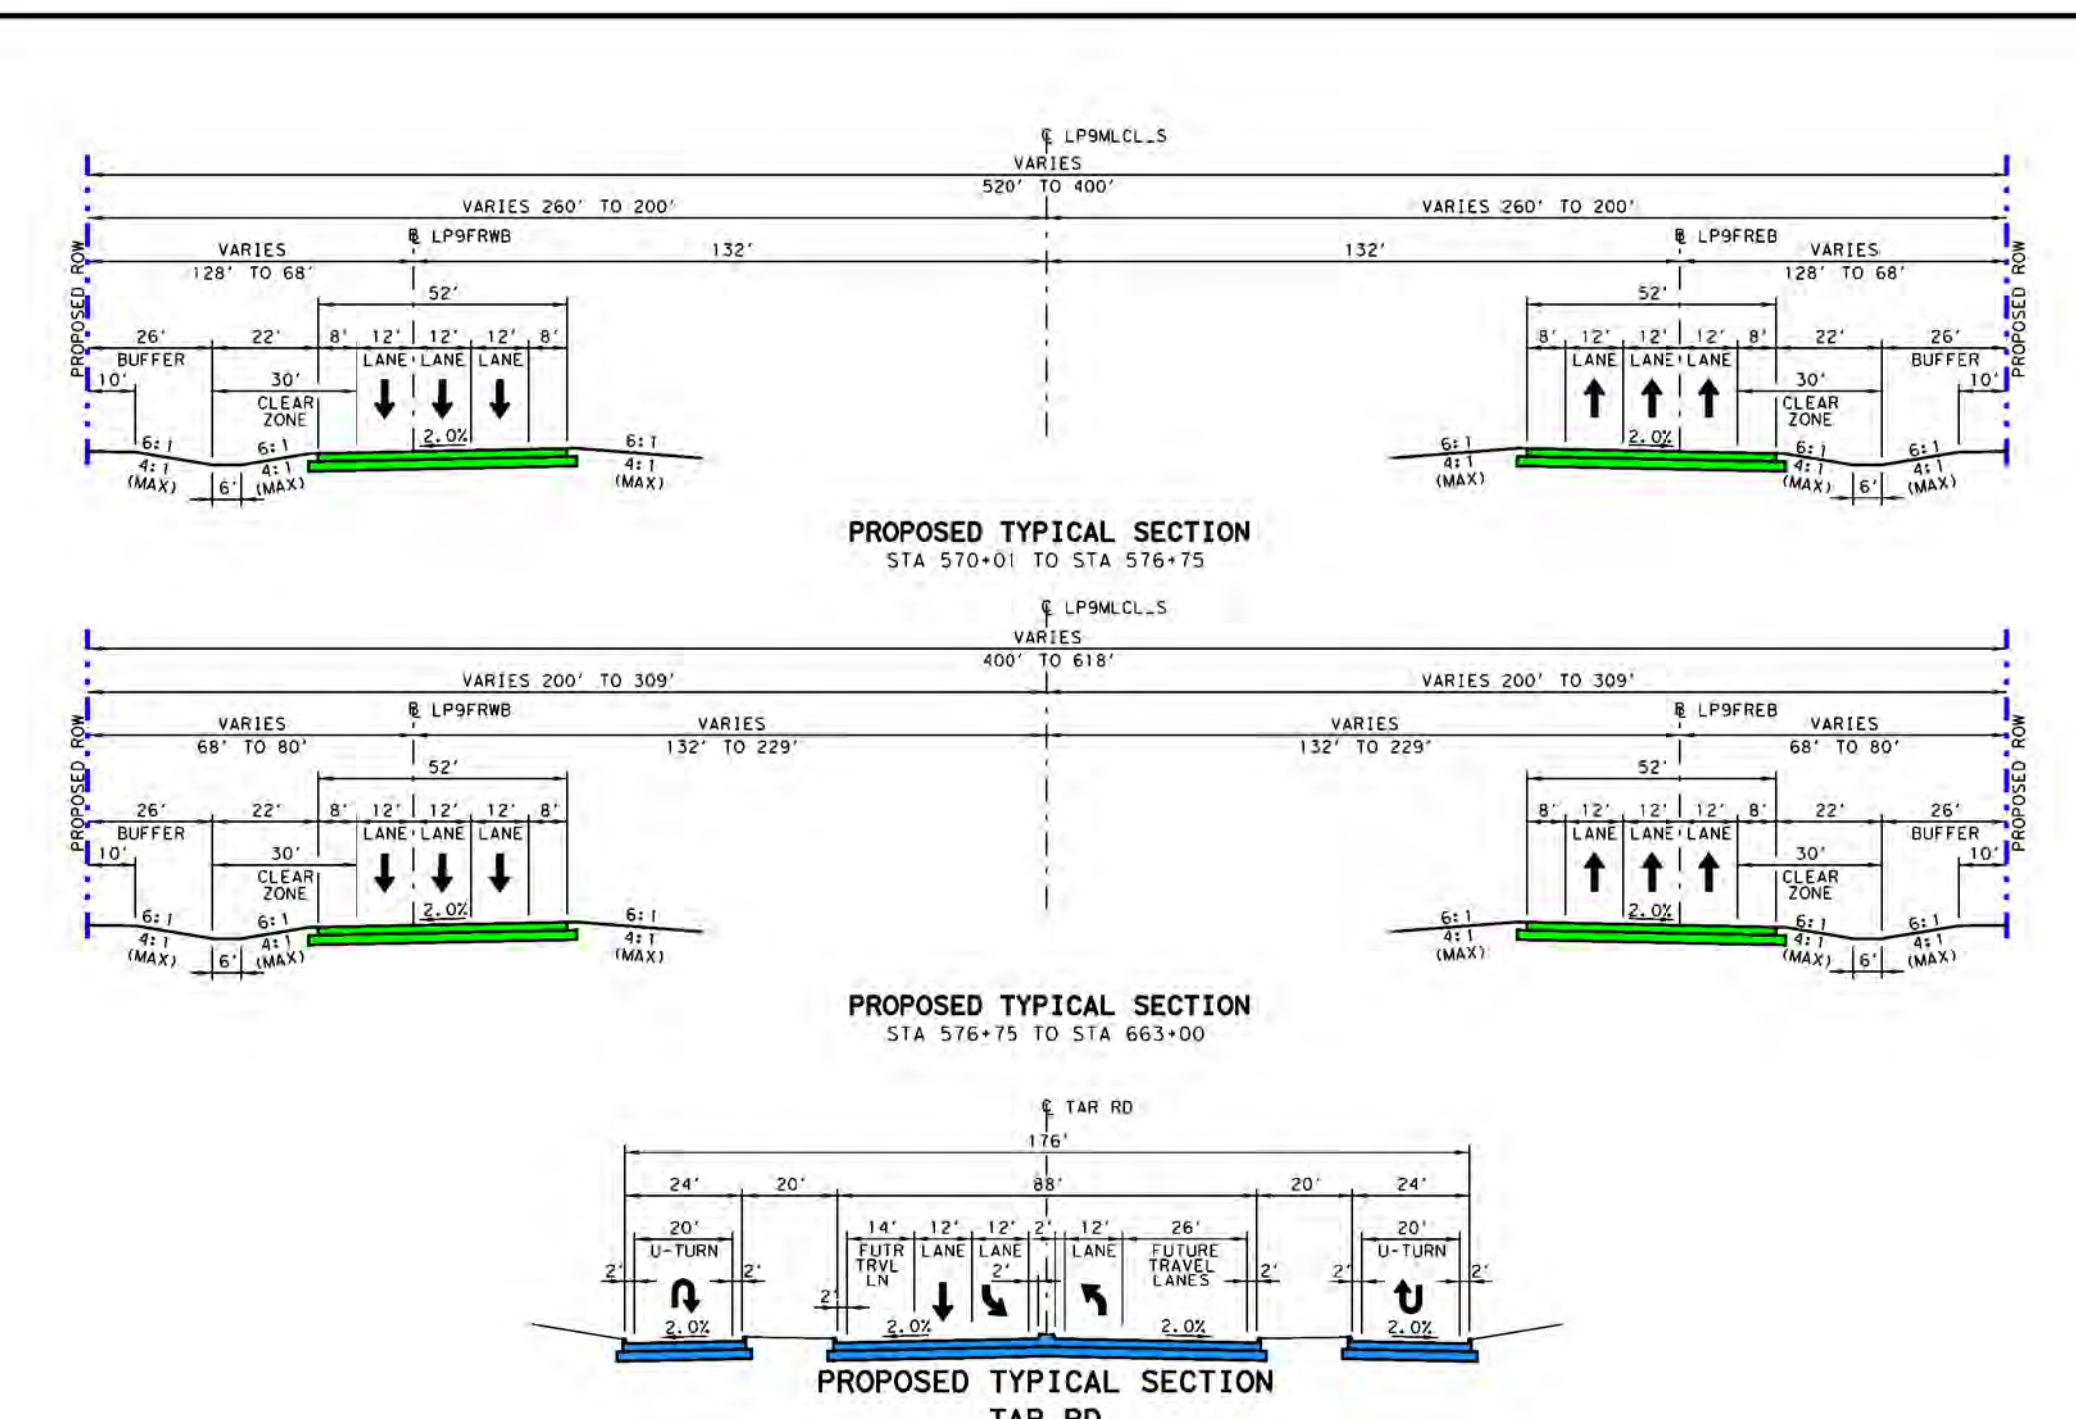 ℄ LP9MLCL_S
VARIES
520' TO 400'
VARIES 260' TO 200'
VARIES 260' TO 200'
PROPOSED ROW
VARIES
128' TO 68'
LP9FRWB
132'
132'
LP9FREB
VARIES
128' TO 68'
PROPOSED ROW
52'
52'
26'
BUFFER
22'
8'
12'
LANE
12'
LANE
12'
LANE
8'
8'
12'
LANE
12'
LANE
12'
LANE
8'
22'
26'
BUFFER
10'
30'
CLEAR
ZONE
30'
CLEAR
ZONE
10'
6:1
4:1
(MAX)
6'
6:1
4:1
(MAX)
2.0%
6:1
4:1
(MAX)
6:1
4:1
(MAX)
2.0%
6:1
4:1
(MAX)
6'
6:1
4:1
(MAX)
PROPOSED TYPICAL SECTION
STA 570+01 TO STA 576+75
℄ LP9MLCL_S
VARIES
400' TO 618'
VARIES 200' TO 309'
VARIES 200' TO 309'
PROPOSED ROW
VARIES
68' TO 80'
LP9FRWB
VARIES
132' TO 229'
VARIES
132' TO 229'
LP9FREB
VARIES
68' TO 80'
PROPOSED ROW
52'
52'
26'
BUFFER
22'
8'
12'
LANE
12'
LANE
12'
LANE
8'
8'
12'
LANE
12'
LANE
12'
LANE
8'
22'
26'
BUFFER
10'
30'
CLEAR
ZONE
30'
CLEAR
ZONE
10'
6:1
4:1
(MAX)
6'
6:1
4:1
(MAX)
2.0%
6:1
4:1
(MAX)
6:1
4:1
(MAX)
2.0%
6:1
4:1
(MAX)
6'
6:1
4:1
(MAX)
PROPOSED TYPICAL SECTION
STA 576+75 TO STA 663+00
℄ TAR RD
176'
24'
20'
88'
20'
24'
20'
U-TURN
14'
FUTR
TRVL
LN
12'
LANE
12'
LANE
2'
12'
LANE
26'
FUTURE
TRAVEL
LANES
20'
U-TURN
2'
2'
2'
2'
2'
2'
2'
2.0%
2.0%
2.0%
2.0%
PROPOSED TYPICAL SECTION
TAR RD